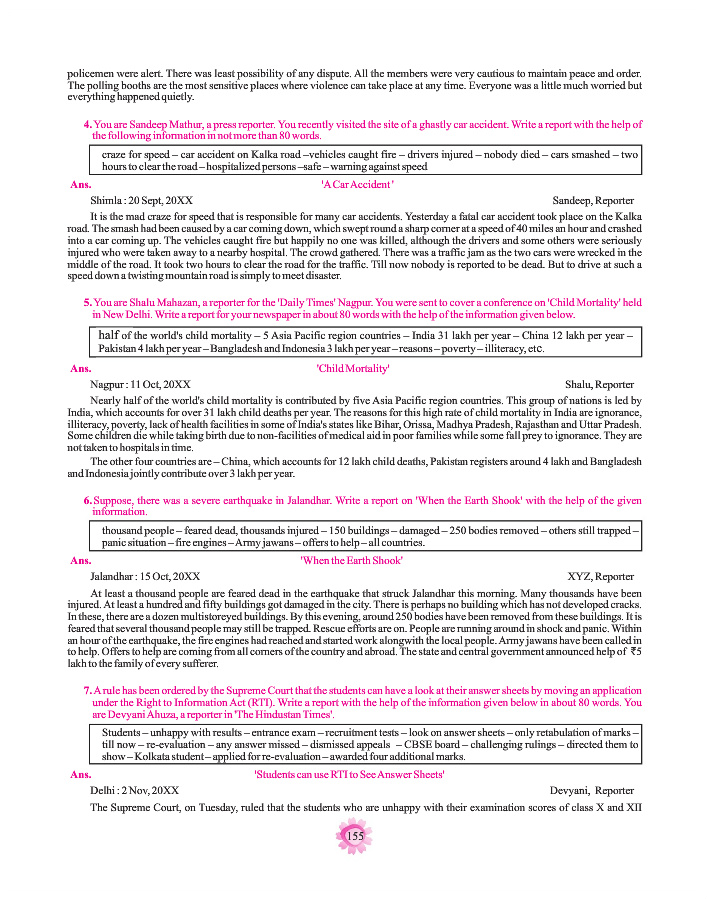 policemen were alert. There was least possibility of any dispute. All the members were very cautious to maintain peace and order.
The polling booths are the most sensitive places where violence can take place at any time. Everyone was a little much worried but
everything happened quietly.
4. You are Sandeep Mathur, a press reporter. You recently visited the site of a ghastly car accident. Write a report with the help of
the following information in not more than 80 words.
craze for speed – car accident on Kalka road –vehicles caught fire – drivers injured – nobody died – cars smashed – two
hours to clear the road – hospitalized persons –safe – warning against speed
Ans. 'A Car Accident'
Shimla : 20 Sept, 20XX Sandeep, Reporter
It is the mad craze for speed that is responsible for many car accidents. Yesterday a fatal car accident took place on the Kalka
road. The smash had been caused by a car coming down, which swept round a sharp corner at a speed of 40 miles an hour and crashed
into a car coming up. The vehicles caught fire but happily no one was killed, although the drivers and some others were seriously
injured who were taken away to a nearby hospital. The crowd gathered. There was a traffic jam as the two cars were wrecked in the
middle of the road. It took two hours to clear the road for the traffic. Till now nobody is reported to be dead. But to drive at such a
speed down a twisting mountain road is simply to meet disaster.
5. You are Shalu Mahazan, a reporter for the 'Daily Times' Nagpur. You were sent to cover a conference on 'Child Mortality' held
in New Delhi. Write a report for your newspaper in about 80 words with the help of the information given below.
half of the world's child mortality – 5 Asia Pacific region countries – India 31 lakh per year – China 12 lakh per year –
Pakistan 4 lakh per year – Bangladesh and Indonesia 3 lakh per year – reasons – poverty – illiteracy, etc.
Ans. 'Child Mortality'
Nagpur : 11 Oct, 20XX Shalu, Reporter
Nearly half of the world's child mortality is contributed by five Asia Pacific region countries. This group of nations is led by
India, which accounts for over 31 lakh child deaths per year. The reasons for this high rate of child mortality in India are ignorance,
illiteracy, poverty, lack of health facilities in some of India's states like Bihar, Orissa, Madhya Pradesh, Rajasthan and Uttar Pradesh.
Some children die while taking birth due to non-facilities of medical aid in poor families while some fall prey to ignorance. They are
not taken to hospitals in time.
The other four countries are – China, which accounts for 12 lakh child deaths, Pakistan registers around 4 lakh and Bangladesh
and Indonesia jointly contribute over 3 lakh per year.
6. Suppose, there was a severe earthquake in Jalandhar. Write a report on 'When the Earth Shook' with the help of the given
information.
thousand people – feared dead, thousands injured – 150 buildings – damaged – 250 bodies removed – others still trapped –
panic situation – fire engines – Army jawans – offers to help – all countries.
Ans. 'When the Earth Shook'
Jalandhar : 15 Oct, 20XX XYZ, Reporter
At least a thousand people are feared dead in the earthquake that struck Jalandhar this morning. Many thousands have been
injured. At least a hundred and fifty buildings got damaged in the city. There is perhaps no building which has not developed cracks.
In these, there are a dozen multistoreyed buildings. By this evening, around 250 bodies have been removed from these buildings. It is
feared that several thousand people may still be trapped. Rescue efforts are on. People are running around in shock and panic. Within
an hour of the earthquake, the fire engines had reached and started work alongwith the local people. Army jawans have been called in
to help. Offers to help are coming from all corners of the country and abroad. The state and central government announced help of ₹5
lakh to the family of every sufferer.
7. A rule has been ordered by the Supreme Court that the students can have a look at their answer sheets by moving an application
under the Right to Information Act (RTI). Write a report with the help of the information given below in about 80 words. You
are Devyani Ahuza, a reporter in 'The Hindustan Times'.
Students – unhappy with results – entrance exam – recruitment tests – look on answer sheets – only retabulation of marks –
till now – re-evaluation – any answer missed – dismissed appeals – CBSE board – challenging rulings – directed them to
show – Kolkata student – applied for re-evaluation – awarded four additional marks.
Ans. 'Students can use RTI to See Answer Sheets'
Delhi : 2 Nov, 20XX Devyani, Reporter
The Supreme Court, on Tuesday, ruled that the students who are unhappy with their examination scores of class X and XII
155